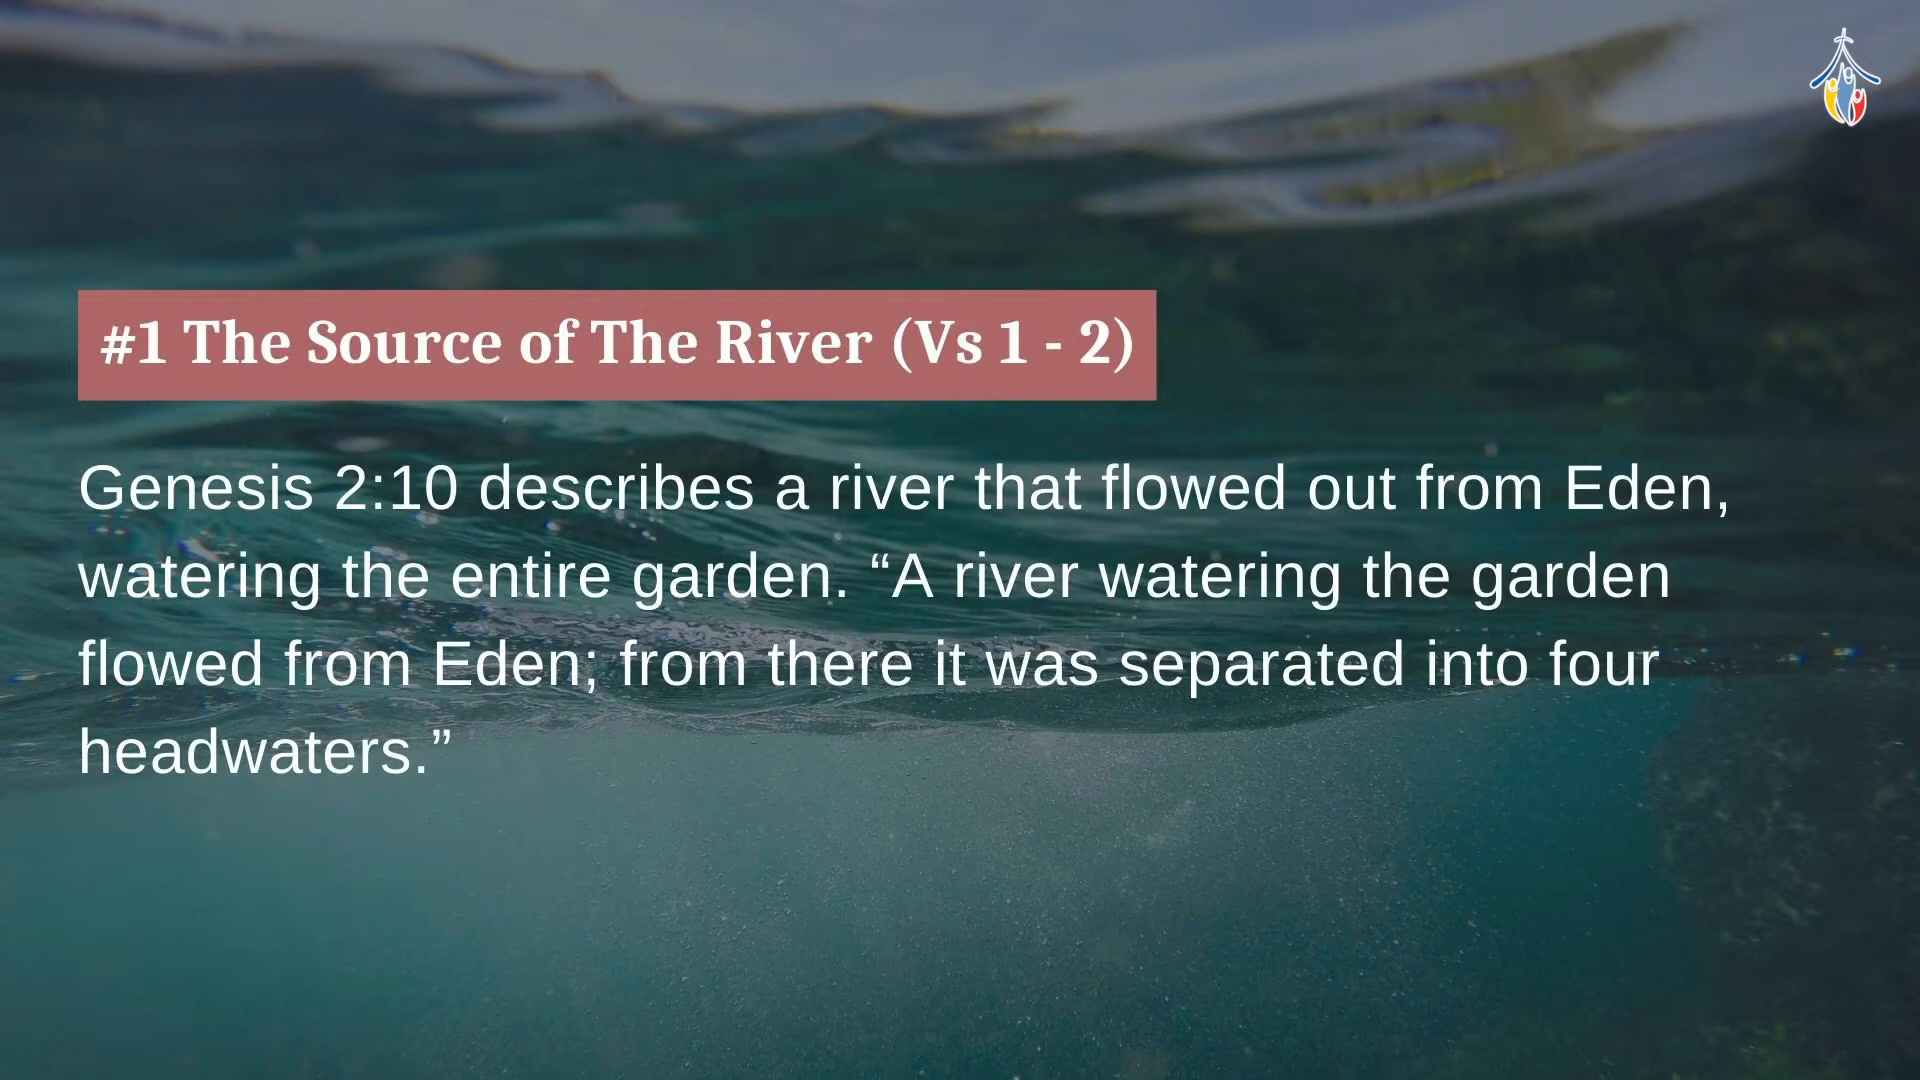 #1 The Source of The River (Vs 1 - 2)
Genesis 2:10 describes a river that flowed out from Eden,
watering the entire garden. “A river watering the garden
flowed from Eden; from there it was separated into four
headwaters.”